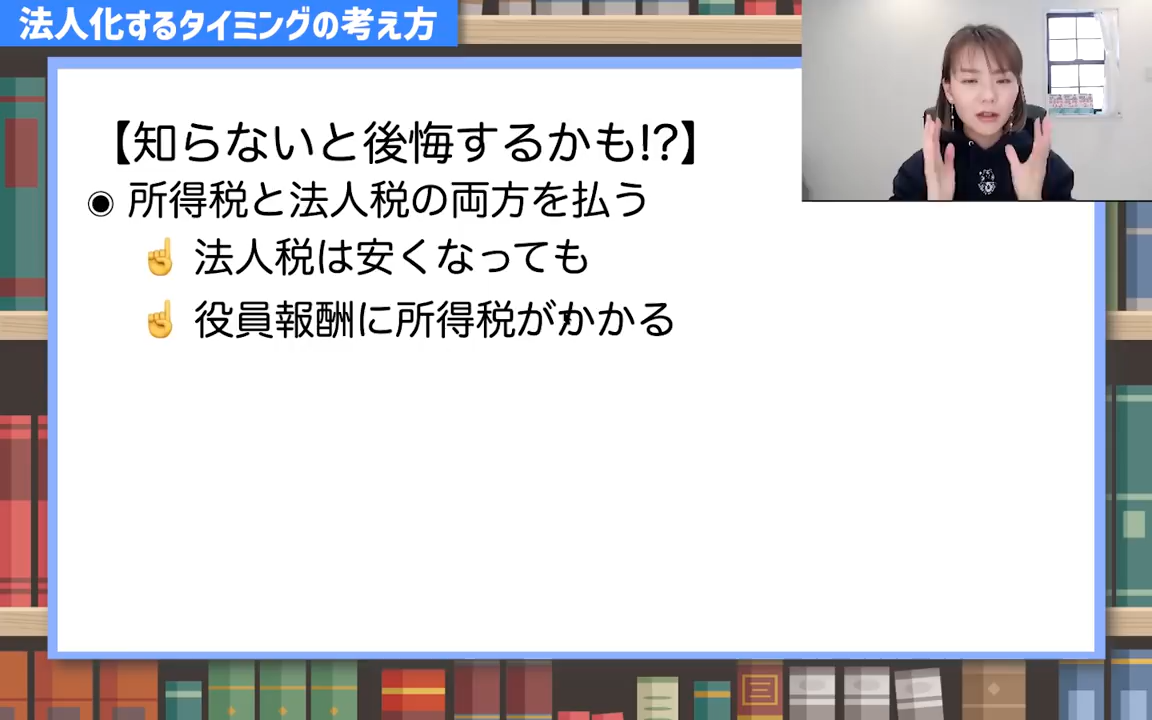 法人化するタイミングの考え方
【知らないと後悔するかも!?】
◉ 所得税と法人税の両方を払う
☝ 法人税は安くなっても
☝ 役員報酬に所得税がかかる